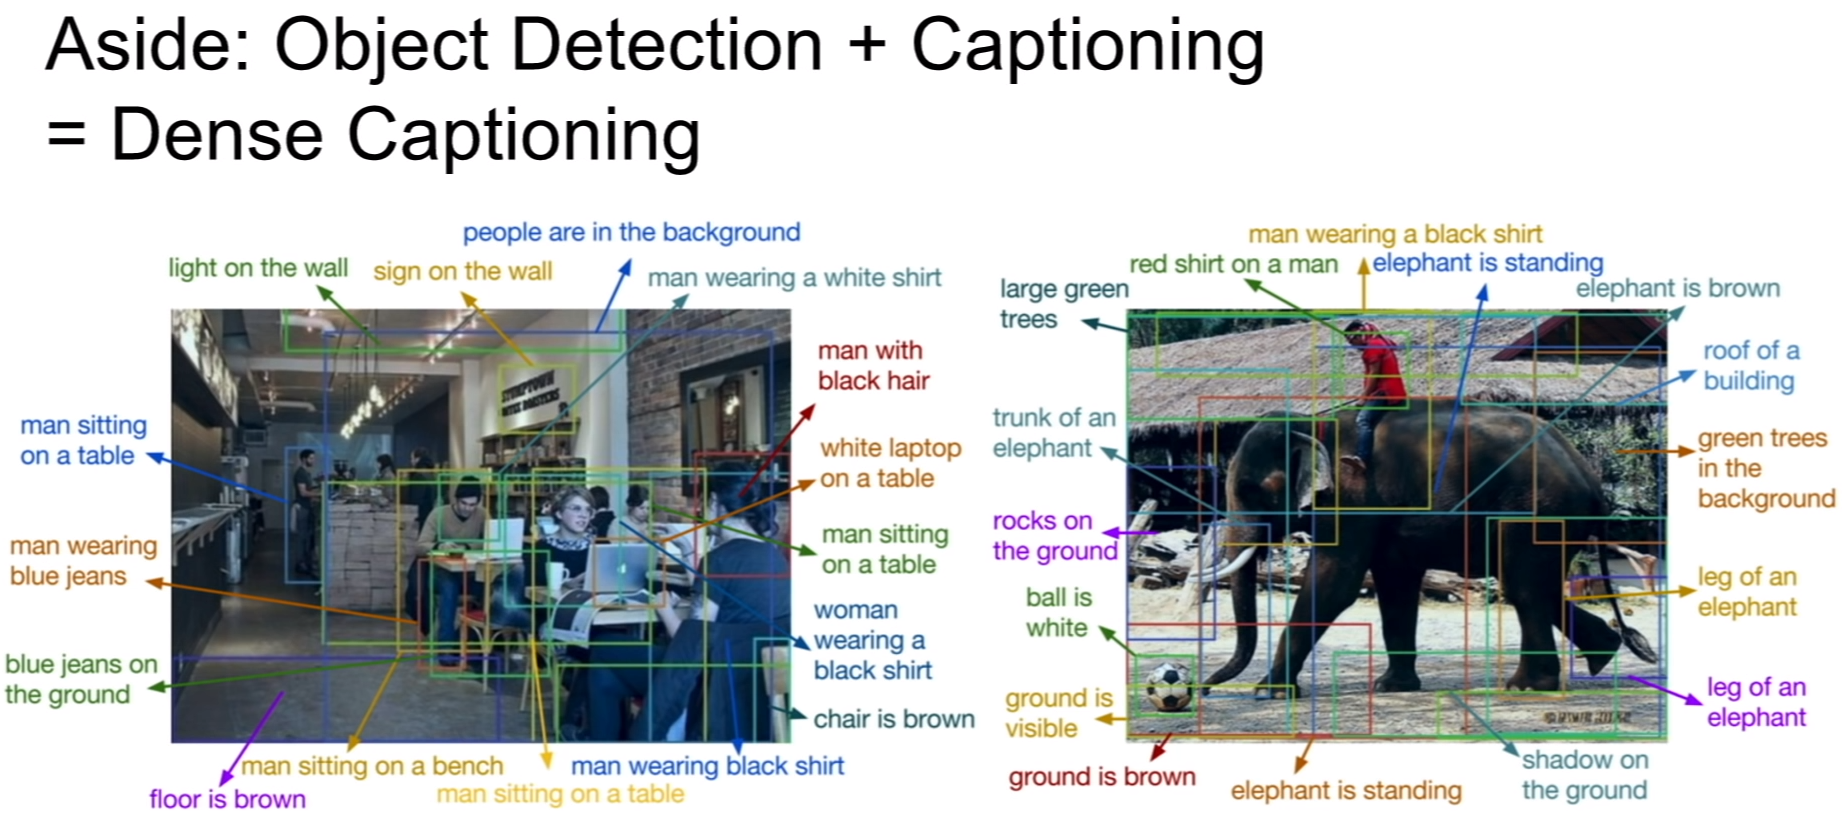 Aside: Object Detection + Captioning
= Dense Captioning
people are in the background
light on the wall
sign on the wall
man wearing a white shirt
man with
black hair
man sitting
on a table
white laptop
on a table
man wearing
blue jeans
man sitting
on a table
woman
wearing a
black shirt
blue jeans on
the ground
chair is brown
man sitting on a bench
man wearing black shirt
man sitting on a table
floor is brown
man wearing a black shirt
red shirt on a man
elephant is standing
large green
trees
elephant is brown
roof of a
building
trunk of an
elephant
green trees
in the
background
rocks on
the ground
leg of an
elephant
ball is
white
ground is
visible
leg of an
elephant
ground is brown
elephant is standing
shadow on
the ground